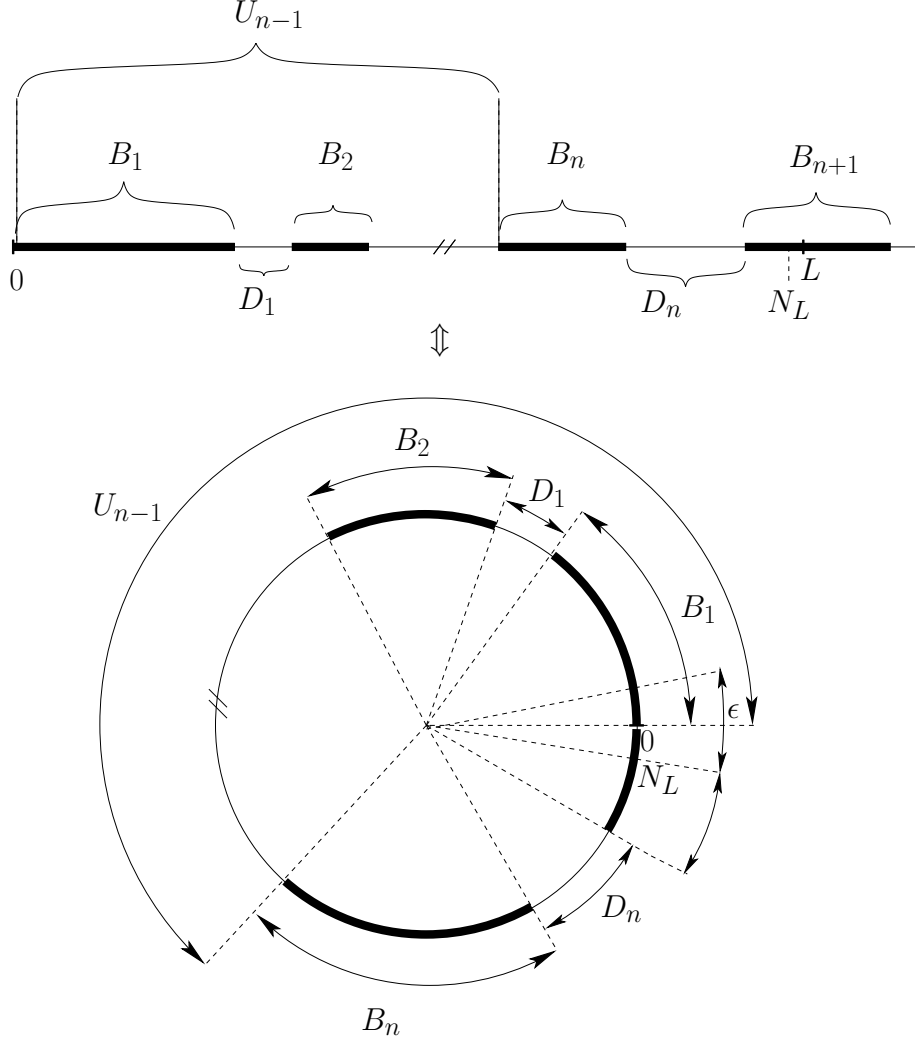 U_{n-1}
B_1 B_2 B_n B_{n+1}
0 D_1 D_n N_L L
⇕
B_2
D_1
U_{n-1}
B_1
ϵ
0
N_L
D_n
B_n